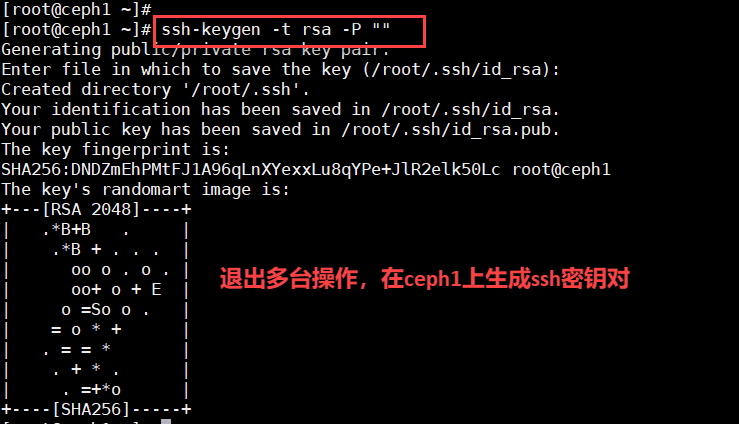 [root@ceph1 ~]#
[root@ceph1 ~]# ssh-keygen -t rsa -P ""
Generating public/private rsa key pair.
Enter file in which to save the key (/root/.ssh/id_rsa):
Created directory '/root/.ssh'.
Your identification has been saved in /root/.ssh/id_rsa.
Your public key has been saved in /root/.ssh/id_rsa.pub.
The key fingerprint is:
SHA256:DNDZmEhPMtFJ1A96qLnXYexxLu8qYPe+JlR2elk50Lc root@ceph1
The key's randomart image is:
+---[RSA 2048]----+
|   .*B+B   .     |
|    .*B + . . .  |
|      oo o . o . |
|      oo+ o + E  |
|     o =So o .   |
|    = o * +      |
|   . = = *       |
|    . + * .      |
|     . =+*o      |
+----[SHA256]-----+
退出多台操作，在ceph1上生成ssh密钥对